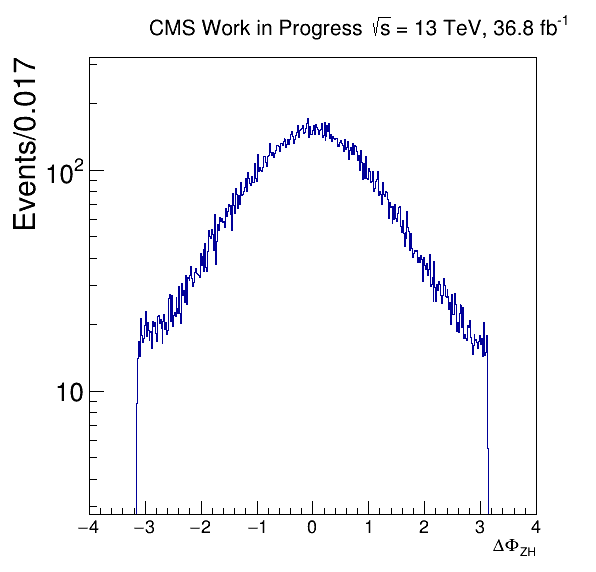 CMS Work in Progress √s = 13 TeV, 36.8 fb⁻¹
Events/0.017
10²
10
−4 −3 −2 −1 0 1 2 3 4
ΔΦ_ZH